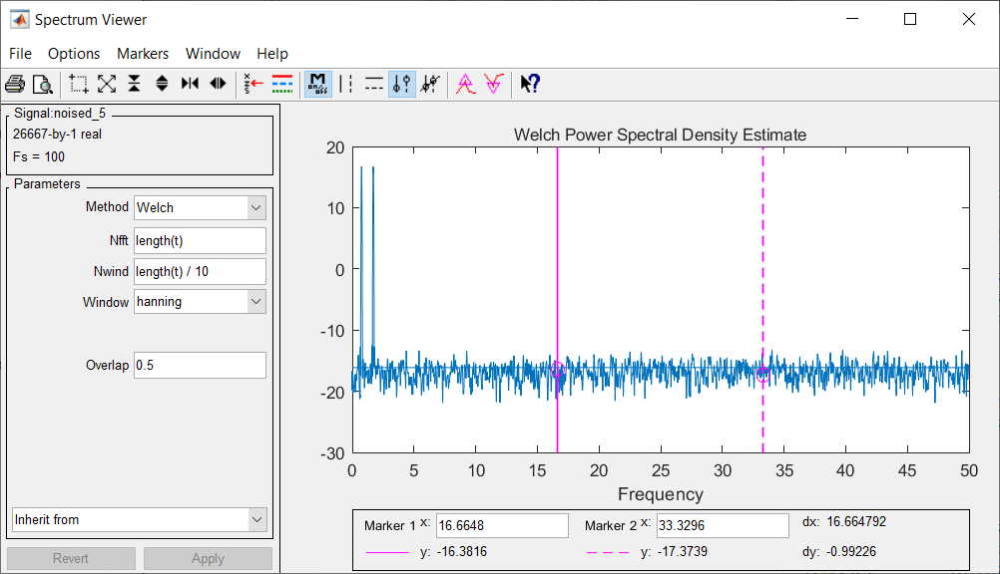 Spectrum Viewer
File Options Markers Window Help
M
on/off
Signal:noised_5
26667-by-1 real
Fs = 100
Parameters
Method Welch
Nfft length(t)
Nwind length(t) / 10
Window hanning
Overlap 0.5
Inherit from
Revert Apply
Welch Power Spectral Density Estimate
20
10
0
-10
-20
-30
0 5 10 15 20 25 30 35 40 45 50
Frequency
Marker 1 x: 16.6648 Marker 2 x: 33.3296 dx: 16.664792
y: -16.3816 y: -17.3739 dy: -0.99226